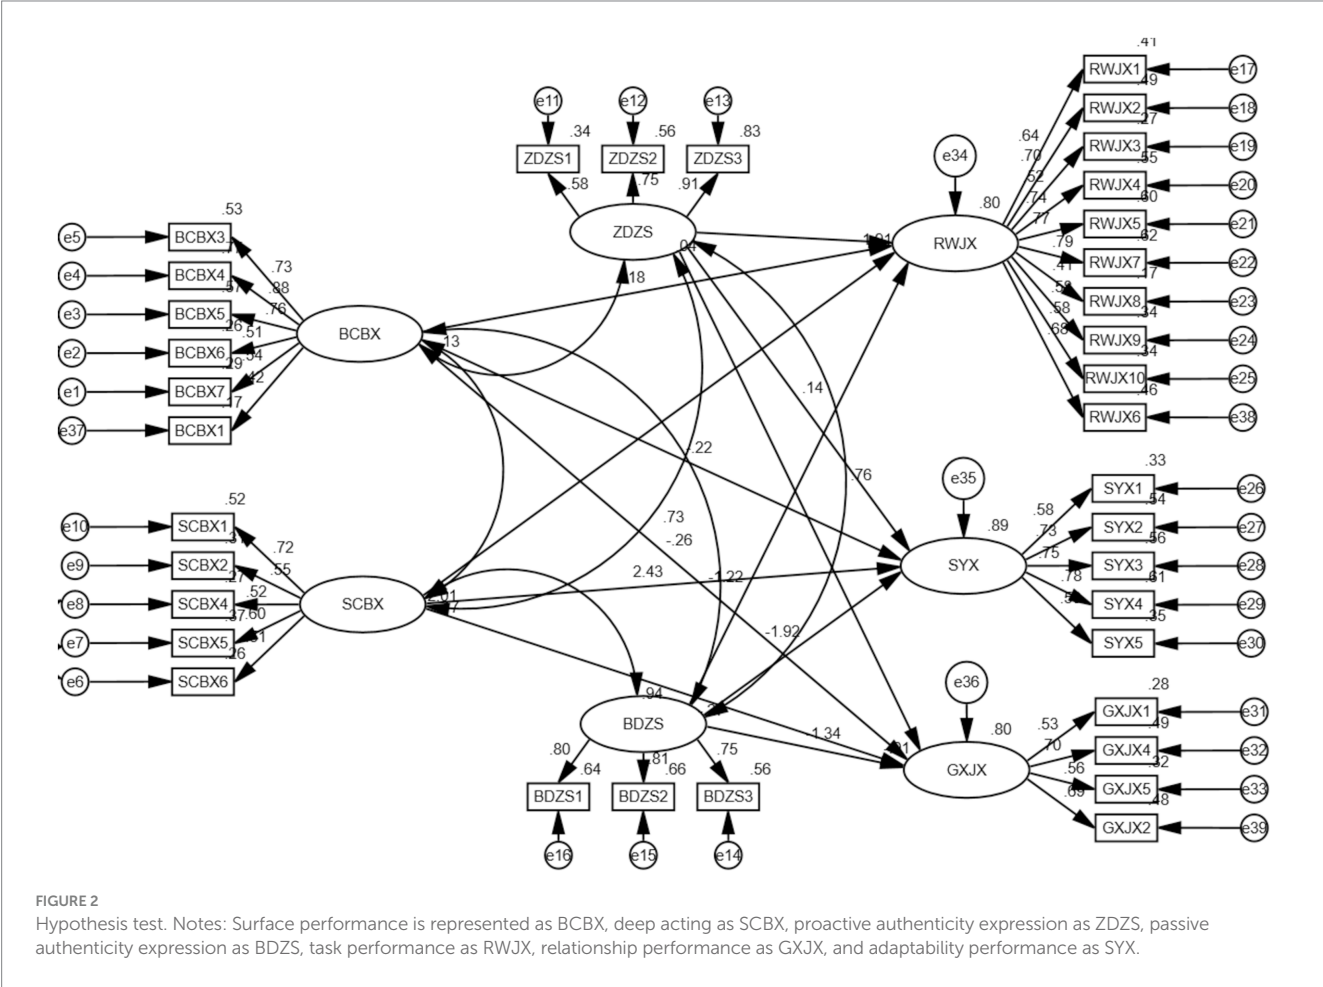 e11
e12
e13
.34
.56
.83
ZDZS1
ZDZS2
ZDZS3
.58
.75
.91
ZDZS
.04
.18
.53
e5
BCBX3
e4
BCBX4
e3
BCBX5
e2
BCBX6
e1
BCBX7
e37
BCBX1
.73
.88
.76
.51
.26
.29
BCBX
.13
.52
e10
SCBX1
e9
SCBX2
e8
SCBX4
e7
SCBX5
e6
SCBX6
.72
.55
.52
.60
.27
.37
.26
SCBX
e34
.80
RWJX
.64
.70
.52
.74
.77
.79
.41
.58
.68
.41
RWJX1
e17
.49
RWJX2
e18
.27
RWJX3
e19
.55
RWJX4
e20
.60
RWJX5
e21
.62
RWJX7
e22
.17
RWJX8
e23
.34
RWJX9
e24
.34
RWJX10
e25
.46
RWJX6
e38
.14
-.22
.76
.73
-.26
2.43
-1.22
-1.92
-1.34
e35
.89
SYX
.58
.73
.75
.78
.33
SYX1
e26
.54
SYX2
e27
.56
SYX3
e28
.61
SYX4
e29
.35
SYX5
e30
e36
.80
GXJX
.53
.70
.56
.69
.28
GXJX1
e31
.49
GXJX4
e32
.32
GXJX5
e33
.48
GXJX2
e39
.94
BDZS
.80
.81
.75
.64
.66
.56
BDZS1
BDZS2
BDZS3
e16
e15
e14
FIGURE 2
Hypothesis test. Notes: Surface performance is represented as BCBX, deep acting as SCBX, proactive authenticity expression as ZDZS, passive
authenticity expression as BDZS, task performance as RWJX, relationship performance as GXJX, and adaptability performance as SYX.